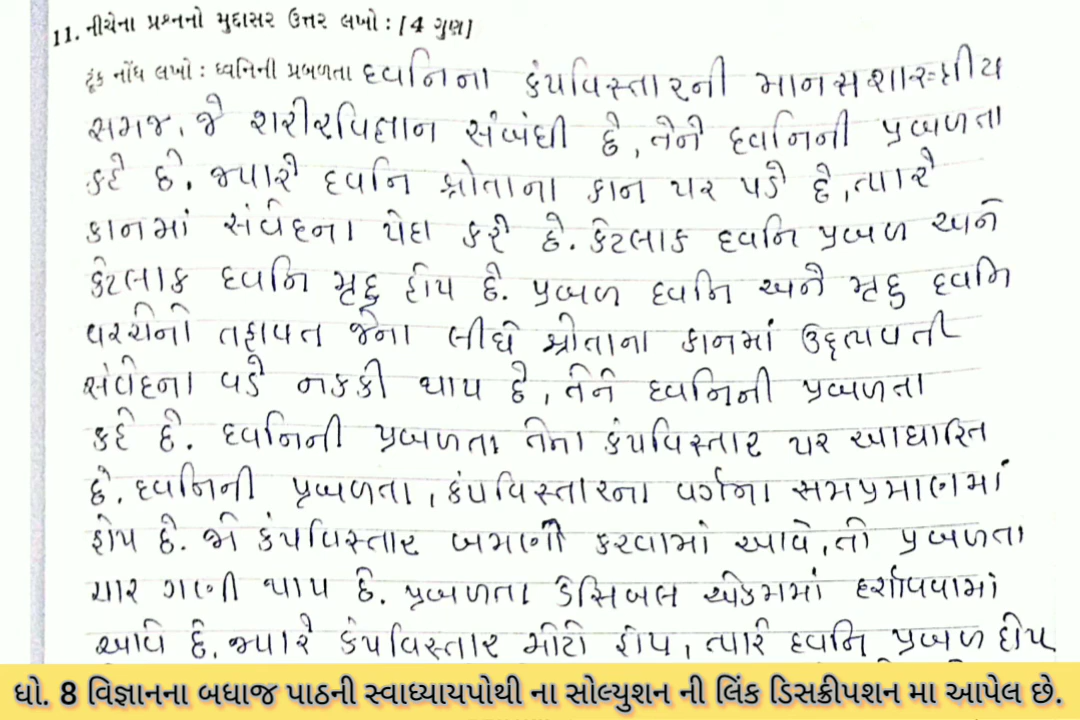 11. નીચેના પ્રશ્નનો મુદ્દાસર ઉત્તર લખો : [4 ગુણ]
ટૂંક નોંધ લખો : ધ્વનિની પ્રબળતા ધ્વનિના કંપવિસ્તારની માનસશાસ્ત્રીય
સમજ, જે શરીરવિજ્ઞાન સંબંધી છે, તેને ધ્વનિની પ્રબળતા
કહે છે. જ્યારે ધ્વનિ શ્રોતાના કાન પર પડે છે, ત્યારે
કાનમાં સંવેદના પેદા કરે છે. કેટલાક ધ્વનિ પ્રબળ અને
કેટલાક ધ્વનિ મૃદુ હોય છે. પ્રબળ ધ્વનિ અને મૃદુ ધ્વનિ
વચ્ચેનો તફાવત જેના લીધે શ્રોતાના કાનમાં ઉદ્દભવતી
સંવેદના વડે નક્કી થાય છે, તેને ધ્વનિની પ્રબળતા
કહે છે. ધ્વનિની પ્રબળતા તેના કંપવિસ્તાર પર આધારિત
છે. ધ્વનિની પ્રબળતા, કંપવિસ્તારના વર્ગના સમપ્રમાણમાં
હોય છે. જો કંપવિસ્તાર બમણો કરવામાં આવે, તો પ્રબળતા
ચાર ગણી થાય છે. પ્રબળતા ડેસિબલ એકમમાં દર્શાવવામાં
આવે છે. જ્યારે કંપવિસ્તાર મોટો હોય, ત્યારે ધ્વનિ પ્રબળ હોય
ધો. 8 વિજ્ઞાનના બધાજ પાઠની સ્વાધ્યાયપોથી ના સોલ્યુશન ની લિંક ડિસક્રીપશન મા આપેલ છે.